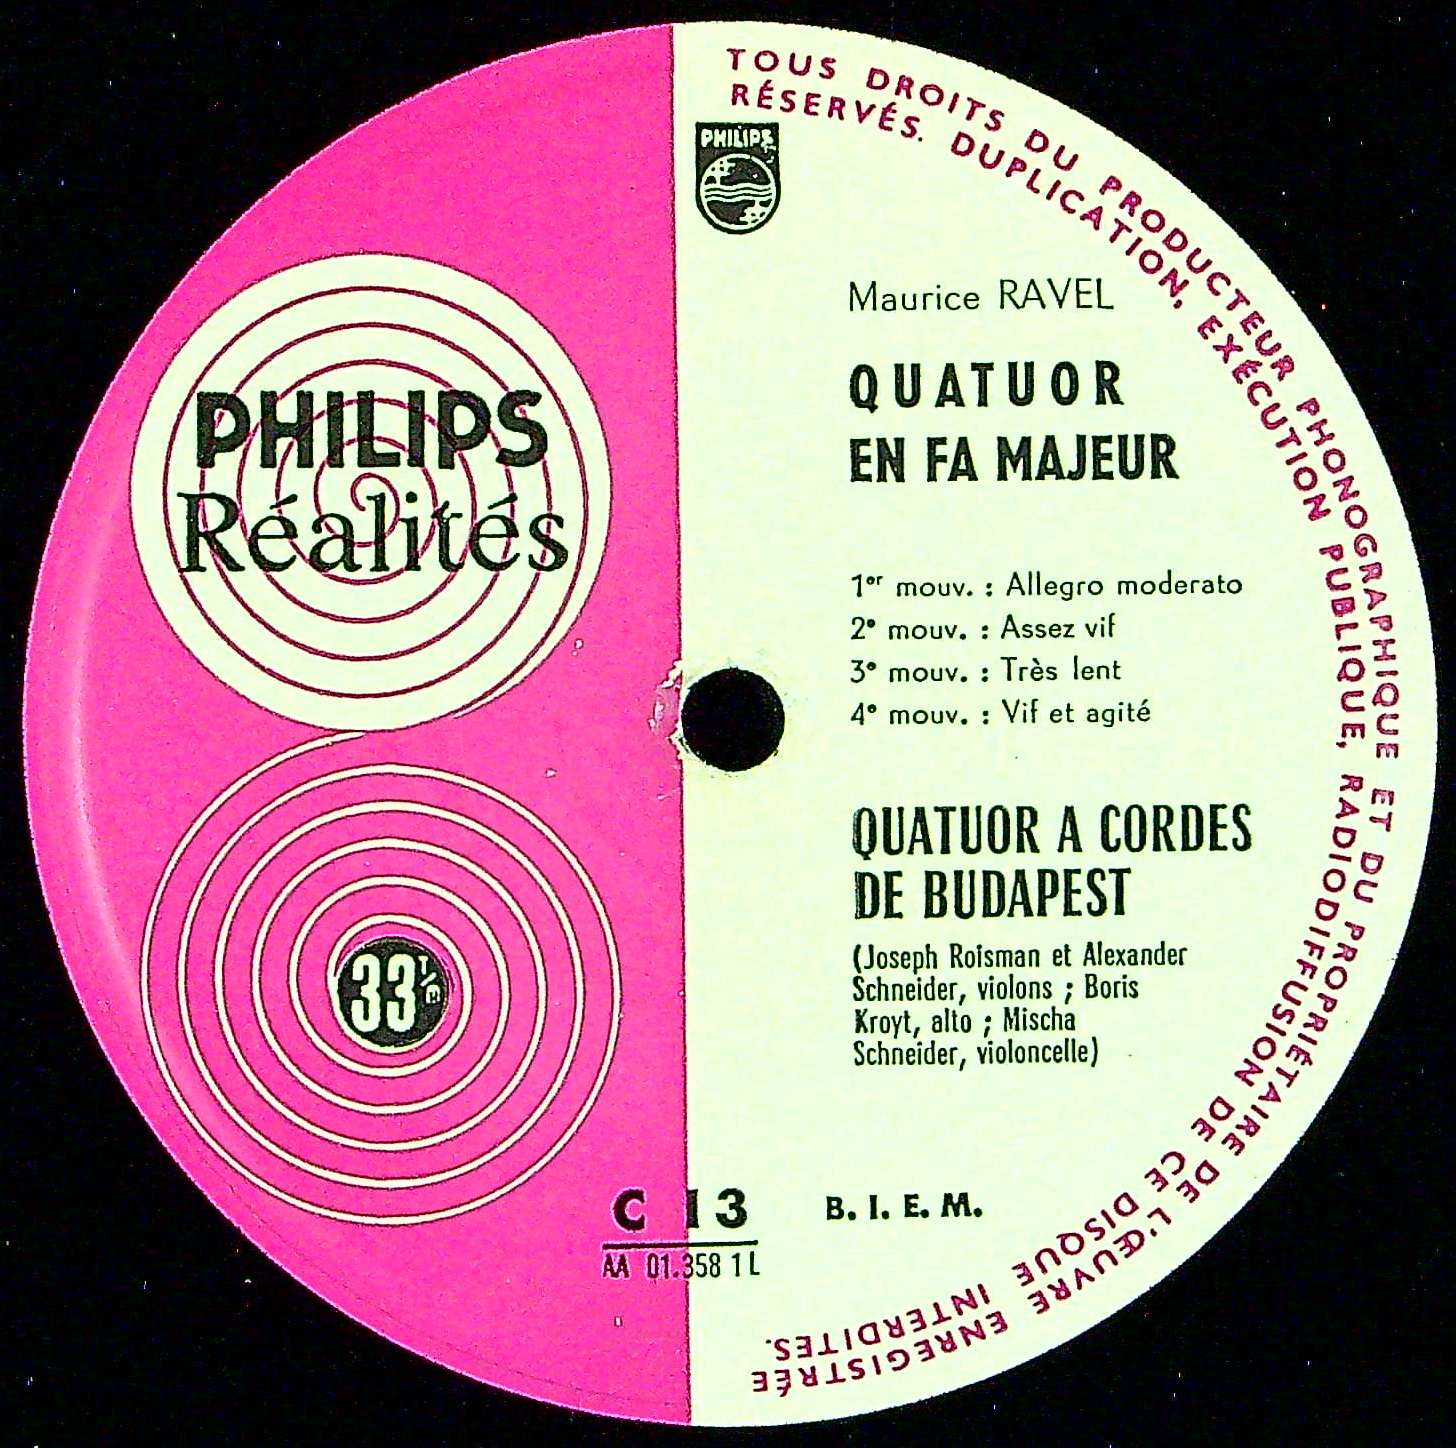 TOUS DROITS DU PRODUCTEUR PHONOGRAPHIQUE ET DU PROPRIÉTAIRE DE L'ŒUVRE ENREGISTRÉE
RÉSERVÉS. DUPLICATION, EXÉCUTION PUBLIQUE, RADIODIFFUSION DE CE DISQUE INTERDITES.
PHILIPS
Maurice RAVEL
QUATUOR
EN FA MAJEUR
PHILIPS
Réalités
1er mouv. : Allegro moderato
2e mouv. : Assez vif
3e mouv. : Très lent
4e mouv. : Vif et agité
QUATUOR A CORDES
DE BUDAPEST
(Joseph Roisman et Alexander
Schneider, violons ; Boris
Kroyt, alto ; Mischa
Schneider, violoncelle)
33 T/M
C 13
B. I. E. M.
AA 01.358 1 L